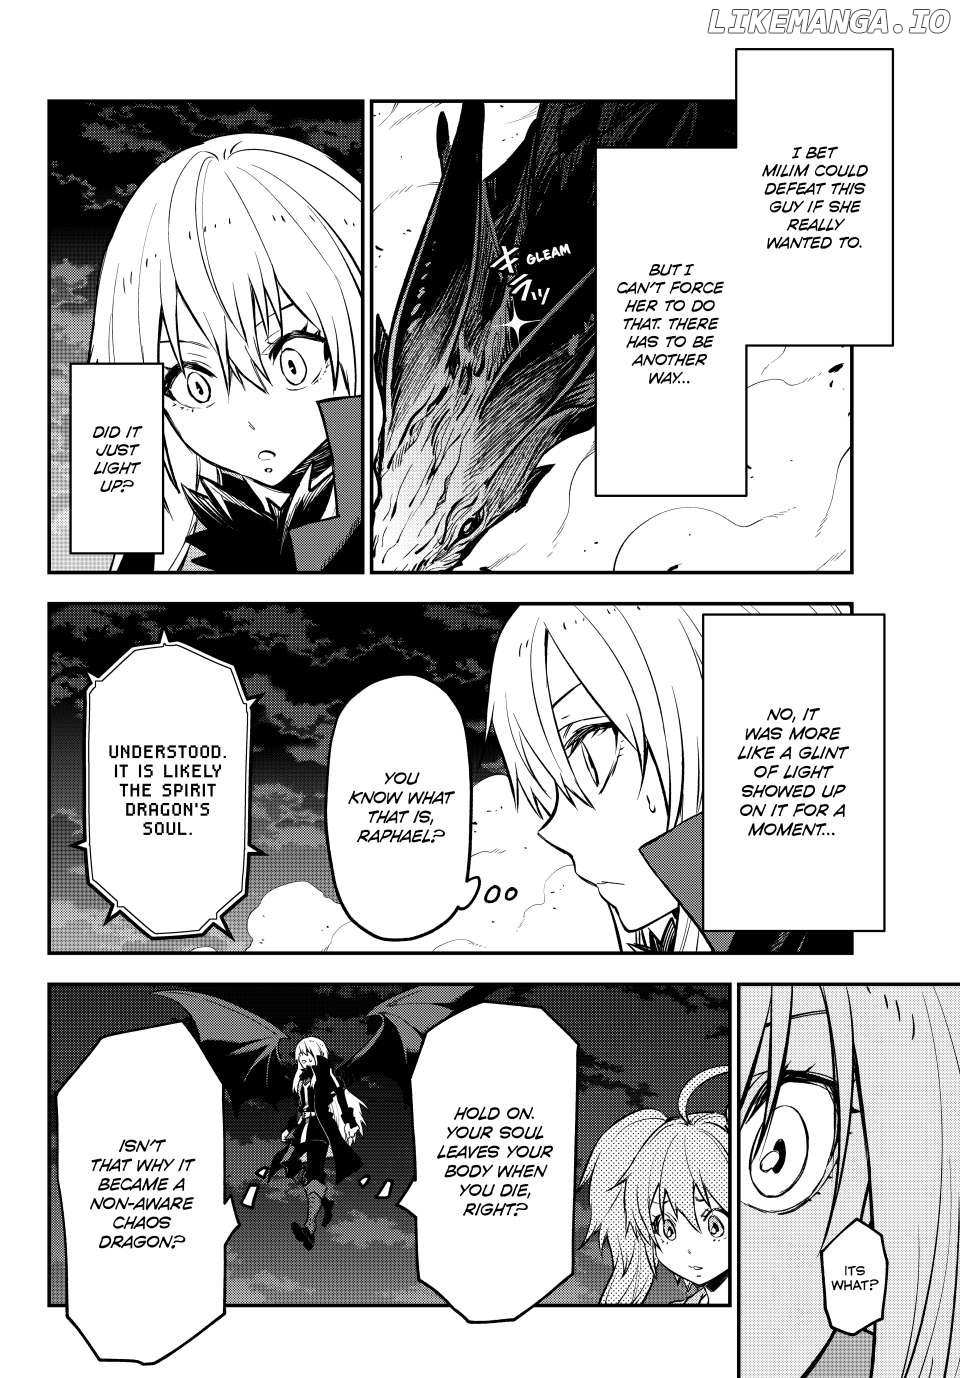 LIKEMANGA.IO
I BET
MILIM COULD
DEFEAT THIS
GUY IF SHE
REALLY
WANTED TO.
BUT I
CAN'T FORCE
HER TO DO
THAT. THERE
HAS TO BE
ANOTHER
WAY...
キラッ
GLEAM
DID IT
JUST
LIGHT
UP?
NO, IT
WAS MORE
LIKE A GLINT
OF LIGHT
SHOWED UP
ON IT FOR A
MOMENT...
YOU
KNOW WHAT
THAT IS,
RAPHAEL?
UNDERSTOOD.
IT IS LIKELY
THE SPIRIT
DRAGON'S
SOUL.
ITS
WHAT?
HOLD ON.
YOUR SOUL
LEAVES YOUR
BODY WHEN
YOU DIE,
RIGHT?
ISN'T
THAT WHY IT
BECAME A
NON-AWARE
CHAOS
DRAGON?